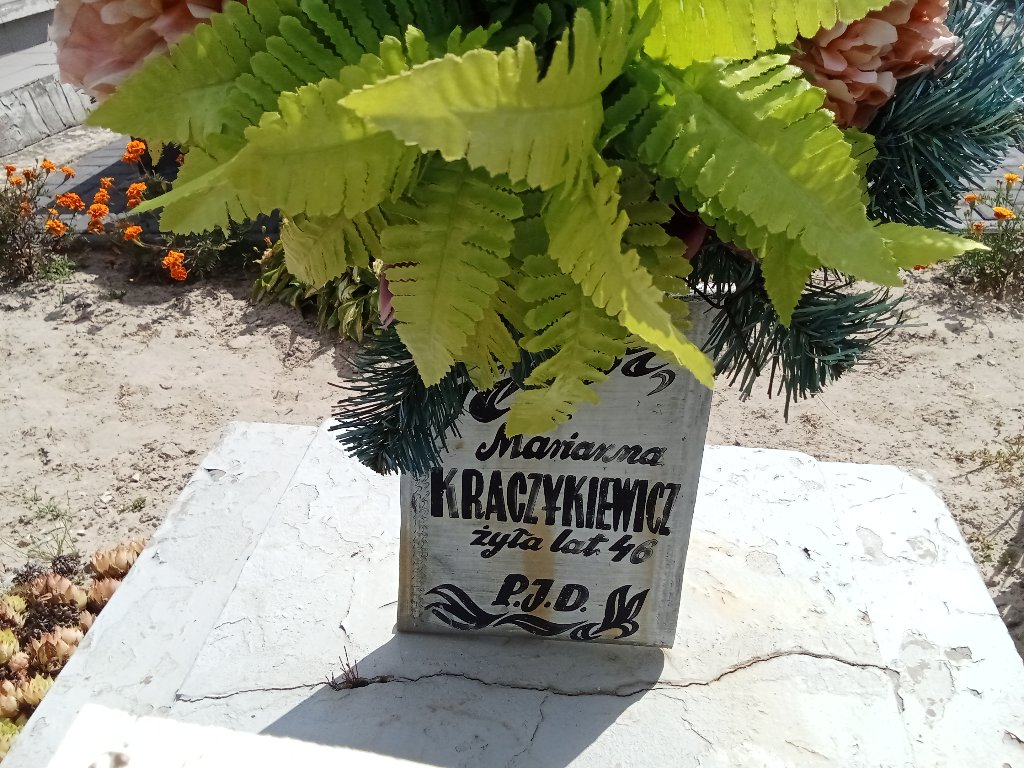 Marianna
KRACZYKIEWICZ
żyła lat. 46
P.J.D.